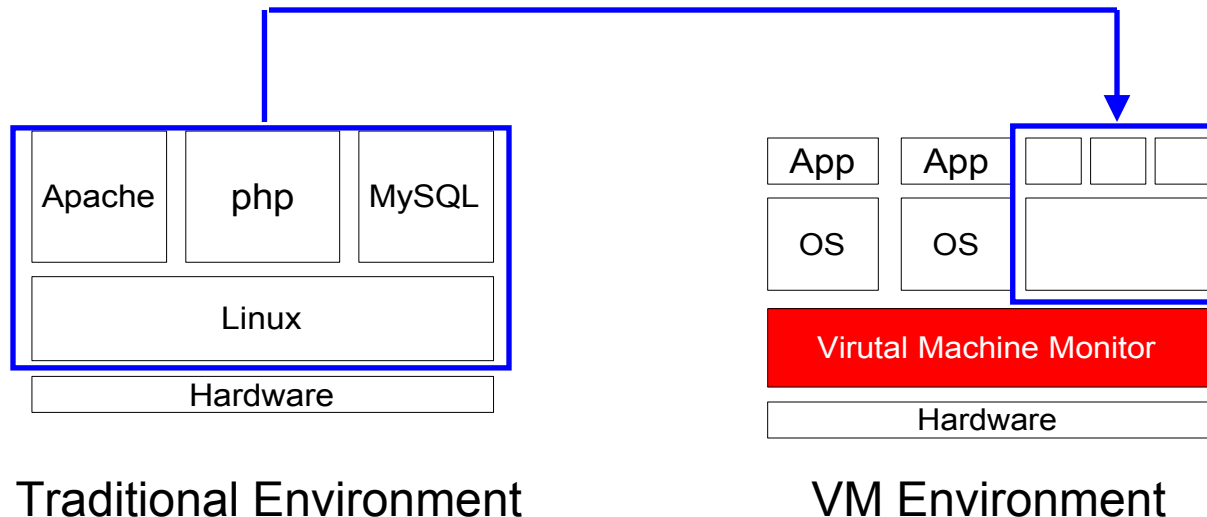 Apache
php
MySQL
Linux
Hardware
Traditional Environment
App
App
OS
OS
Virutal Machine Monitor
Hardware
VM Environment